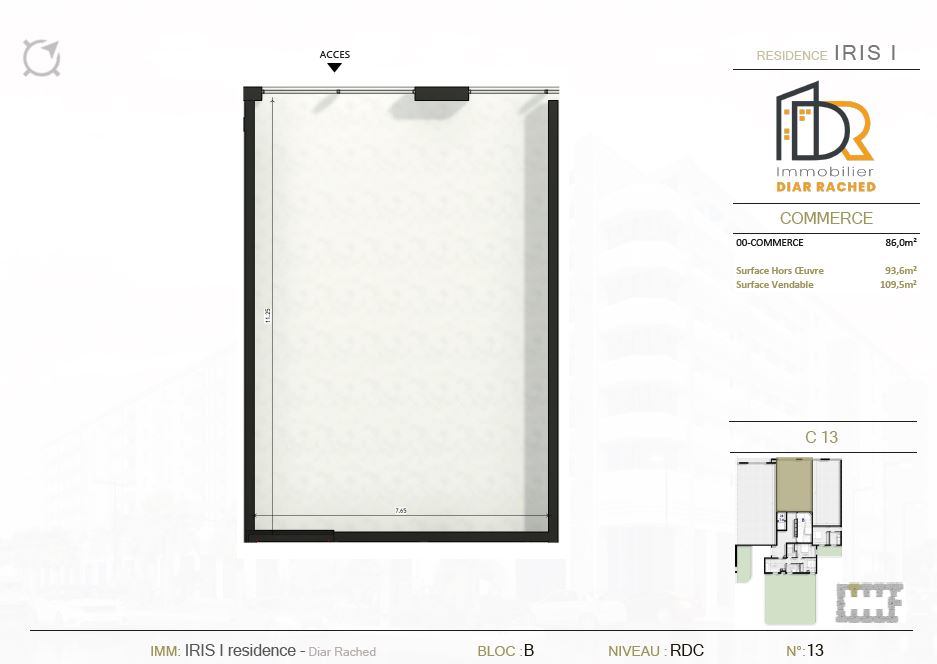 ACCES
RESIDENCE IRIS I
DR
Immobilier
DIAR RACHED
COMMERCE
00-COMMERCE 86,0m²
Surface Hors Œuvre 93,6m²
Surface Vendable 109,5m²
11.25
7.65
C 13
IMM: IRIS I residence - Diar Rached BLOC : B NIVEAU : RDC N°: 13